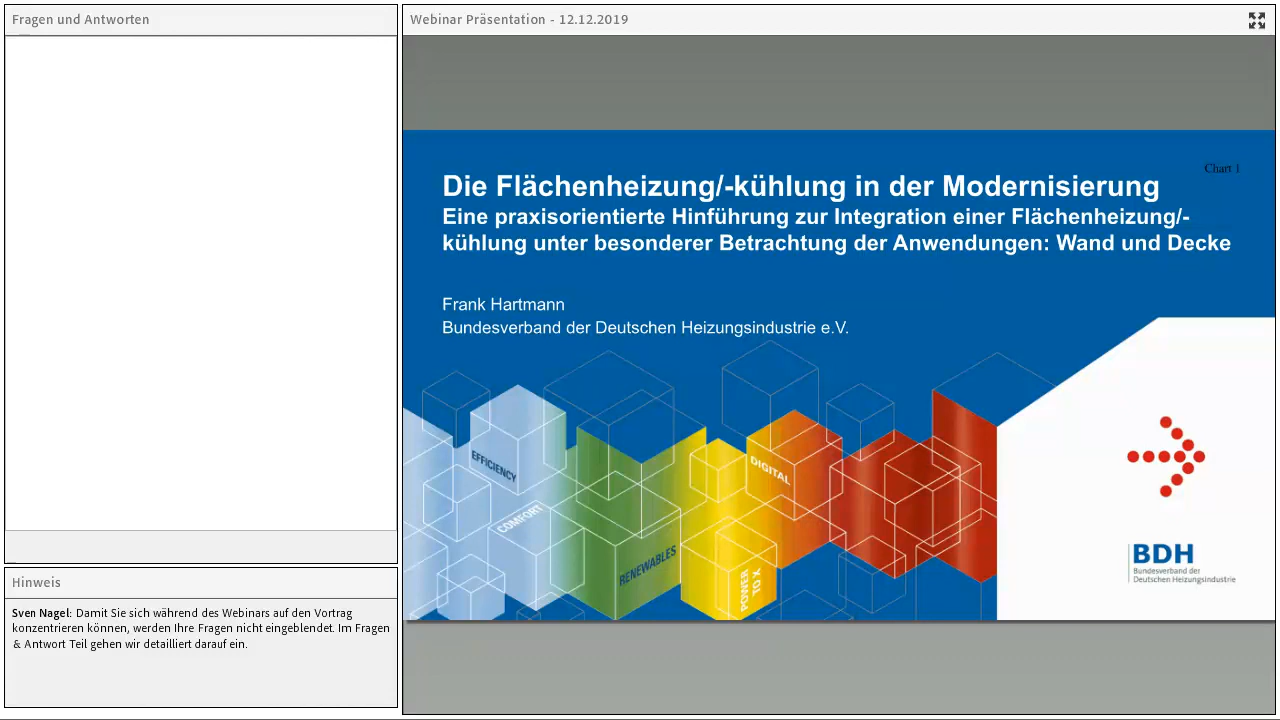 Fragen und Antworten
Hinweis
Sven Nagel: Damit Sie sich während des Webinars auf den Vortrag
konzentrieren können, werden Ihre Fragen nicht eingeblendet. Im Fragen
& Antwort Teil gehen wir detailliert darauf ein.
Webinar Präsentation - 12.12.2019
Chart 1
Die Flächenheizung/-kühlung in der Modernisierung
Eine praxisorientierte Hinführung zur Integration einer Flächenheizung/-
kühlung unter besonderer Betrachtung der Anwendungen: Wand und Decke
Frank Hartmann
Bundesverband der Deutschen Heizungsindustrie e.V.
EFFICIENCY
COMFORT
RENEWABLES
DIGITAL
POWER
TO X
BDH
Bundesverband der
Deutschen Heizungsindustrie